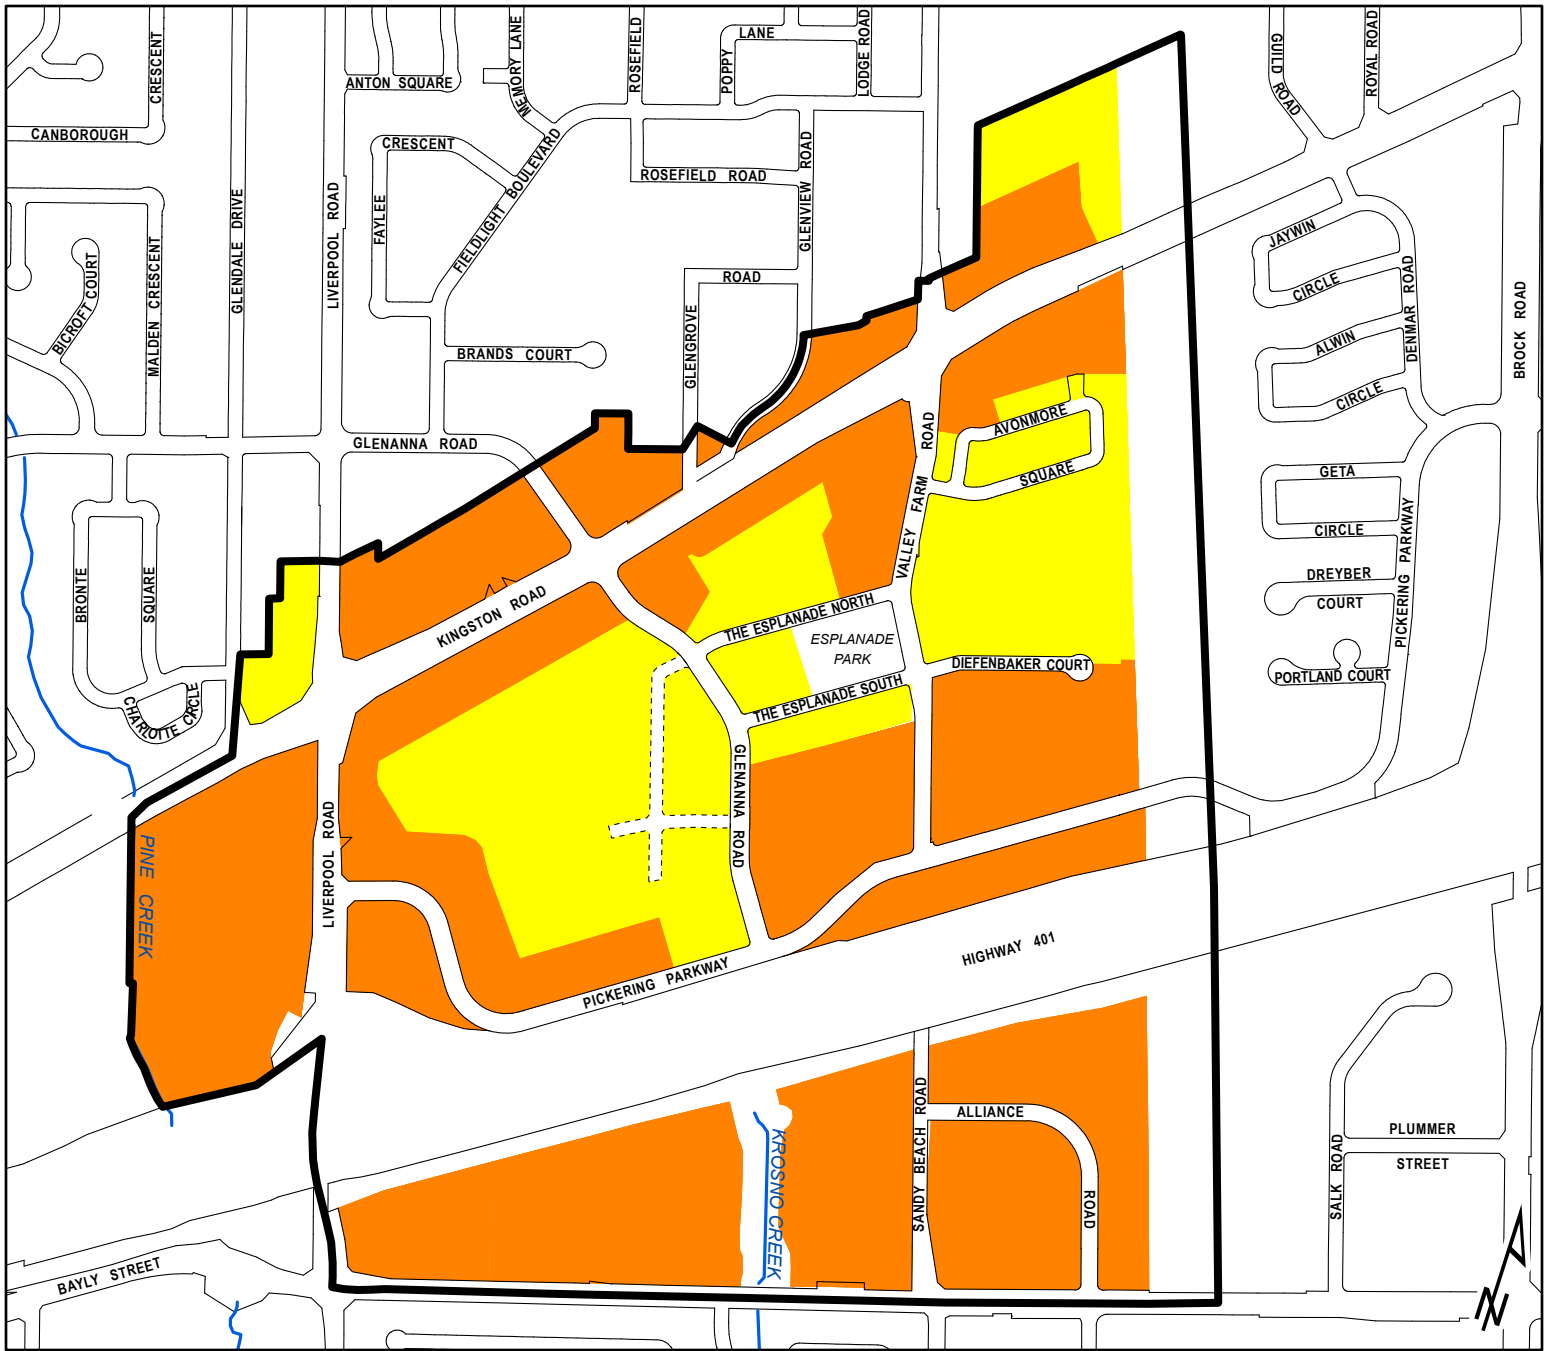 CRESCENT
CANBOROUGH
ANTON SQUARE
MEMORY LANE
ROSEFIELD
POPPY
LANE
LODGE ROAD
GUILD
ROAD
ROYAL ROAD
CRESCENT
FAYLEE
FIELDLIGHT BOULEVARD
ROSEFIELD ROAD
GLENVIEW ROAD
GLENDALE DRIVE
LIVERPOOL ROAD
MALDEN CRESCENT
BICROFT COURT
ROAD
GLENGROVE
BRANDS COURT
JAYWIN
CIRCLE
DENMAR ROAD
ALWIN
CIRCLE
BROCK ROAD
GLENANNA ROAD
AVONMORE
SQUARE
VALLEY FARM ROAD
GETA
CIRCLE
DREYBER
COURT
PICKERING PARKWAY
PORTLAND COURT
BRONTE
SQUARE
CHARLOTTE CIRCLE
KINGSTON ROAD
THE ESPLANADE NORTH
ESPLANADE
PARK
THE ESPLANADE SOUTH
DIEFENBAKER COURT
GLENANNA ROAD
LIVERPOOL ROAD
PINE CREEK
PICKERING PARKWAY
HIGHWAY 401
SANDY BEACH ROAD
ALLIANCE
ROAD
KROSNO CREEK
SALK ROAD
PLUMMER
STREET
BAYLY STREET
N